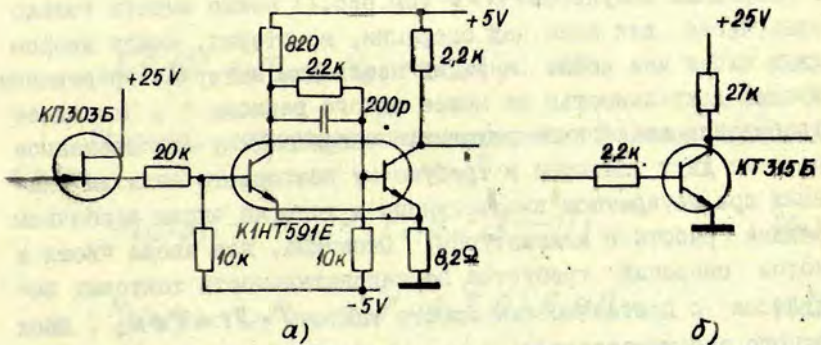 +5V
820
2,2к
2,2к
200p
+25V
КП303Б
20к
К1НТ591Е
10к
10к
8,2Ω
-5V
а)
+25V
27к
2,2к
КТ315Б
б)